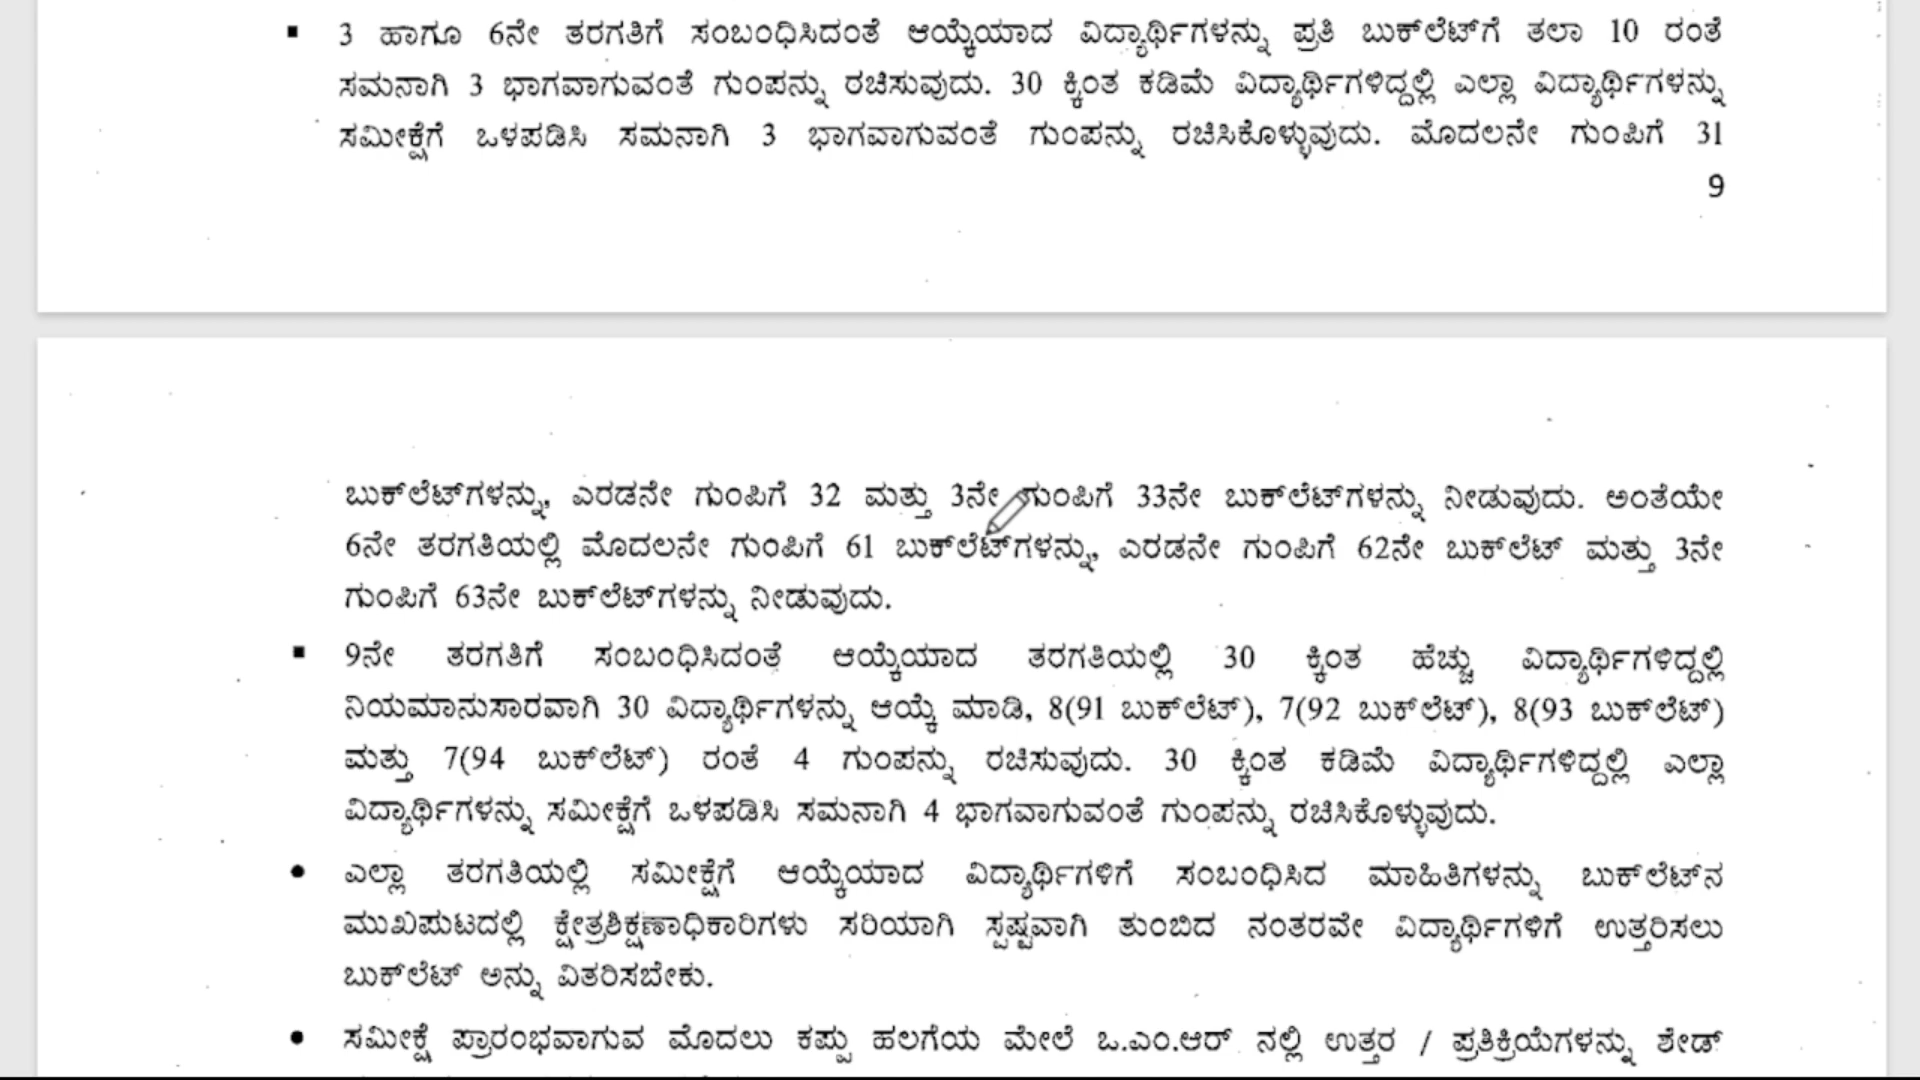 ▪ 3 ಹಾಗೂ 6ನೇ ತರಗತಿಗೆ ಸಂಬಂಧಿಸಿದಂತೆ ಆಯ್ಕೆಯಾದ ವಿದ್ಯಾರ್ಥಿಗಳನ್ನು ಪ್ರತಿ ಬುಕ್‌ಲೆಟ್‌ಗೆ ತಲಾ 10 ರಂತೆ
ಸಮನಾಗಿ 3 ಭಾಗವಾಗುವಂತೆ ಗುಂಪನ್ನು ರಚಿಸುವುದು. 30 ಕ್ಕಿಂತ ಕಡಿಮೆ ವಿದ್ಯಾರ್ಥಿಗಳಿದ್ದಲ್ಲಿ ಎಲ್ಲಾ ವಿದ್ಯಾರ್ಥಿಗಳನ್ನು
ಸಮೀಕ್ಷೆಗೆ ಒಳಪಡಿಸಿ ಸಮನಾಗಿ 3 ಭಾಗವಾಗುವಂತೆ ಗುಂಪನ್ನು ರಚಿಸಿಕೊಳ್ಳುವುದು. ಮೊದಲನೇ ಗುಂಪಿಗೆ 31
9
ಬುಕ್‌ಲೆಟ್‌ಗಳನ್ನು, ಎರಡನೇ ಗುಂಪಿಗೆ 32 ಮತ್ತು 3ನೇ ಗುಂಪಿಗೆ 33ನೇ ಬುಕ್‌ಲೆಟ್‌ಗಳನ್ನು ನೀಡುವುದು. ಅಂತೆಯೇ
6ನೇ ತರಗತಿಯಲ್ಲಿ ಮೊದಲನೇ ಗುಂಪಿಗೆ 61 ಬುಕ್‌ಲೆಟ್‌ಗಳನ್ನು, ಎರಡನೇ ಗುಂಪಿಗೆ 62ನೇ ಬುಕ್‌ಲೆಟ್ ಮತ್ತು 3ನೇ
ಗುಂಪಿಗೆ 63ನೇ ಬುಕ್‌ಲೆಟ್‌ಗಳನ್ನು ನೀಡುವುದು.
▪ 9ನೇ ತರಗತಿಗೆ ಸಂಬಂಧಿಸಿದಂತೆ ಆಯ್ಕೆಯಾದ ತರಗತಿಯಲ್ಲಿ 30 ಕ್ಕಿಂತ ಹೆಚ್ಚು ವಿದ್ಯಾರ್ಥಿಗಳಿದ್ದಲ್ಲಿ
ನಿಯಮಾನುಸಾರವಾಗಿ 30 ವಿದ್ಯಾರ್ಥಿಗಳನ್ನು ಆಯ್ಕೆ ಮಾಡಿ, 8(91 ಬುಕ್‌ಲೆಟ್), 7(92 ಬುಕ್‌ಲೆಟ್), 8(93 ಬುಕ್‌ಲೆಟ್)
ಮತ್ತು 7(94 ಬುಕ್‌ಲೆಟ್) ರಂತೆ 4 ಗುಂಪನ್ನು ರಚಿಸುವುದು. 30 ಕ್ಕಿಂತ ಕಡಿಮೆ ವಿದ್ಯಾರ್ಥಿಗಳಿದ್ದಲ್ಲಿ ಎಲ್ಲಾ
ವಿದ್ಯಾರ್ಥಿಗಳನ್ನು ಸಮೀಕ್ಷೆಗೆ ಒಳಪಡಿಸಿ ಸಮನಾಗಿ 4 ಭಾಗವಾಗುವಂತೆ ಗುಂಪನ್ನು ರಚಿಸಿಕೊಳ್ಳುವುದು.
• ಎಲ್ಲಾ ತರಗತಿಯಲ್ಲಿ ಸಮೀಕ್ಷೆಗೆ ಆಯ್ಕೆಯಾದ ವಿದ್ಯಾರ್ಥಿಗಳಿಗೆ ಸಂಬಂಧಿಸಿದ ಮಾಹಿತಿಗಳನ್ನು ಬುಕ್‌ಲೆಟ್‌ನ
ಮುಖಪುಟದಲ್ಲಿ ಕ್ಷೇತ್ರಶಿಕ್ಷಣಾಧಿಕಾರಿಗಳು ಸರಿಯಾಗಿ ಸ್ಪಷ್ಟವಾಗಿ ತುಂಬಿದ ನಂತರವೇ ವಿದ್ಯಾರ್ಥಿಗಳಿಗೆ ಉತ್ತರಿಸಲು
ಬುಕ್‌ಲೆಟ್ ಅನ್ನು ವಿತರಿಸಬೇಕು.
• ಸಮೀಕ್ಷೆ ಪ್ರಾರಂಭವಾಗುವ ಮೊದಲು ಕಪ್ಪು ಹಲಗೆಯ ಮೇಲೆ ಒ.ಎಂ.ಆರ್ ನಲ್ಲಿ ಉತ್ತರ / ಪ್ರತಿಕ್ರಿಯೆಗಳನ್ನು ಶೇಡ್